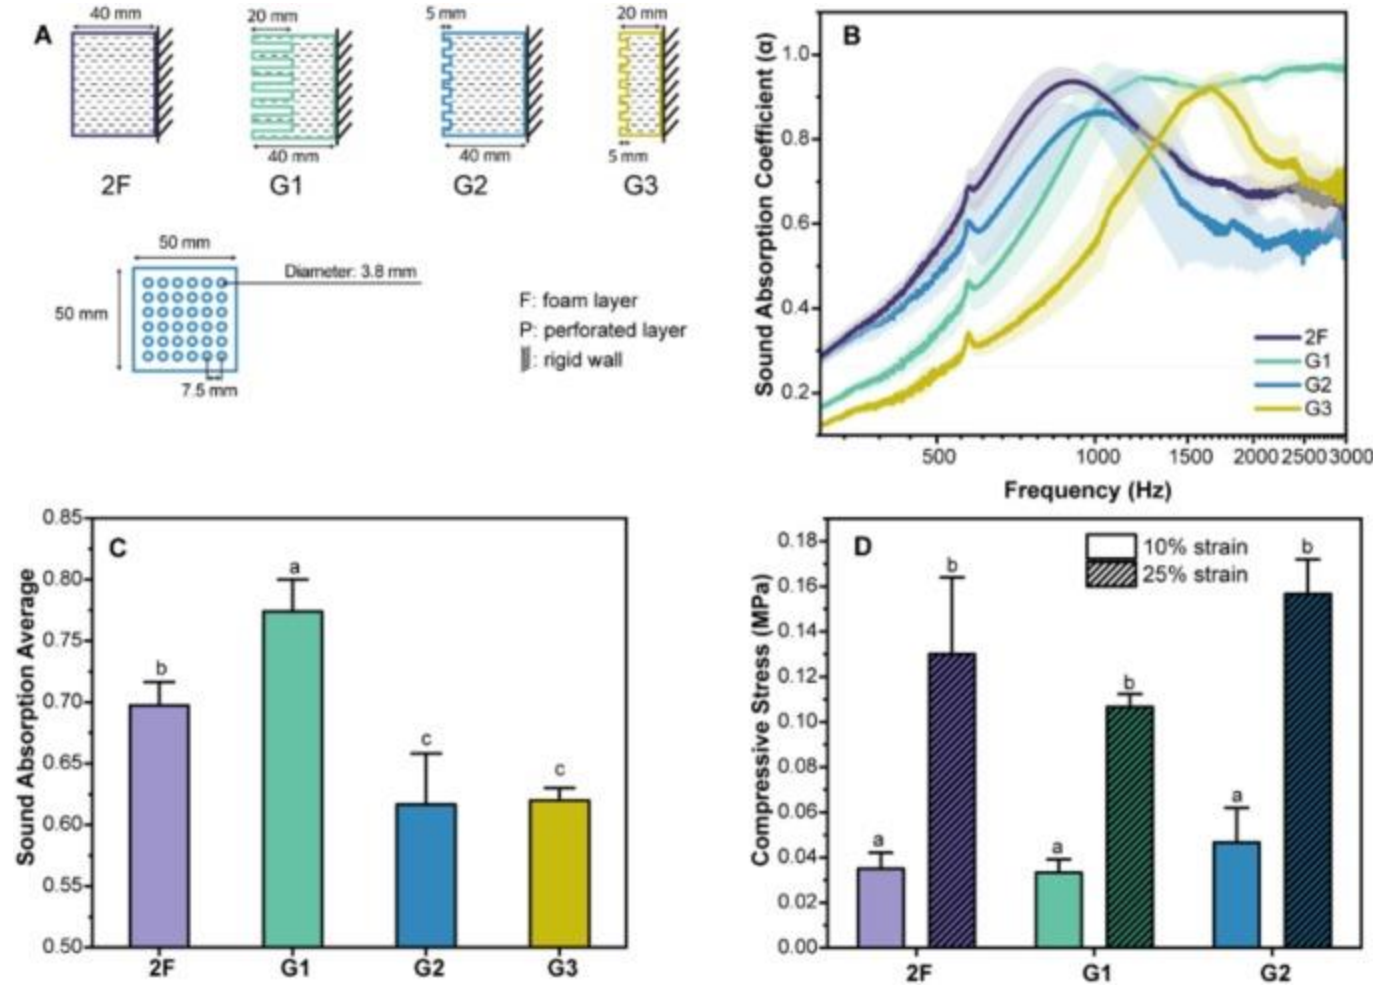 A
40 mm
20 mm
5 mm
20 mm
40 mm
40 mm
5 mm
2F
G1
G2
G3
50 mm
Diameter: 3.8 mm
50 mm
7.5 mm
F: foam layer
P: perforated layer
: rigid wall
B
Sound Absorption Coefficient (α)
1.0
0.8
0.6
0.4
0.2
2F
G1
G2
G3
500
1000
1500
2000
2500
3000
Frequency (Hz)
C
Sound Absorption Average
0.85
0.80
0.75
0.70
0.65
0.60
0.55
0.50
b
a
c
c
2F
G1
G2
G3
D
Compressive Stress (MPa)
0.18
0.16
0.14
0.12
0.10
0.08
0.06
0.04
0.02
0.00
10% strain
25% strain
a
b
a
b
a
b
2F
G1
G2